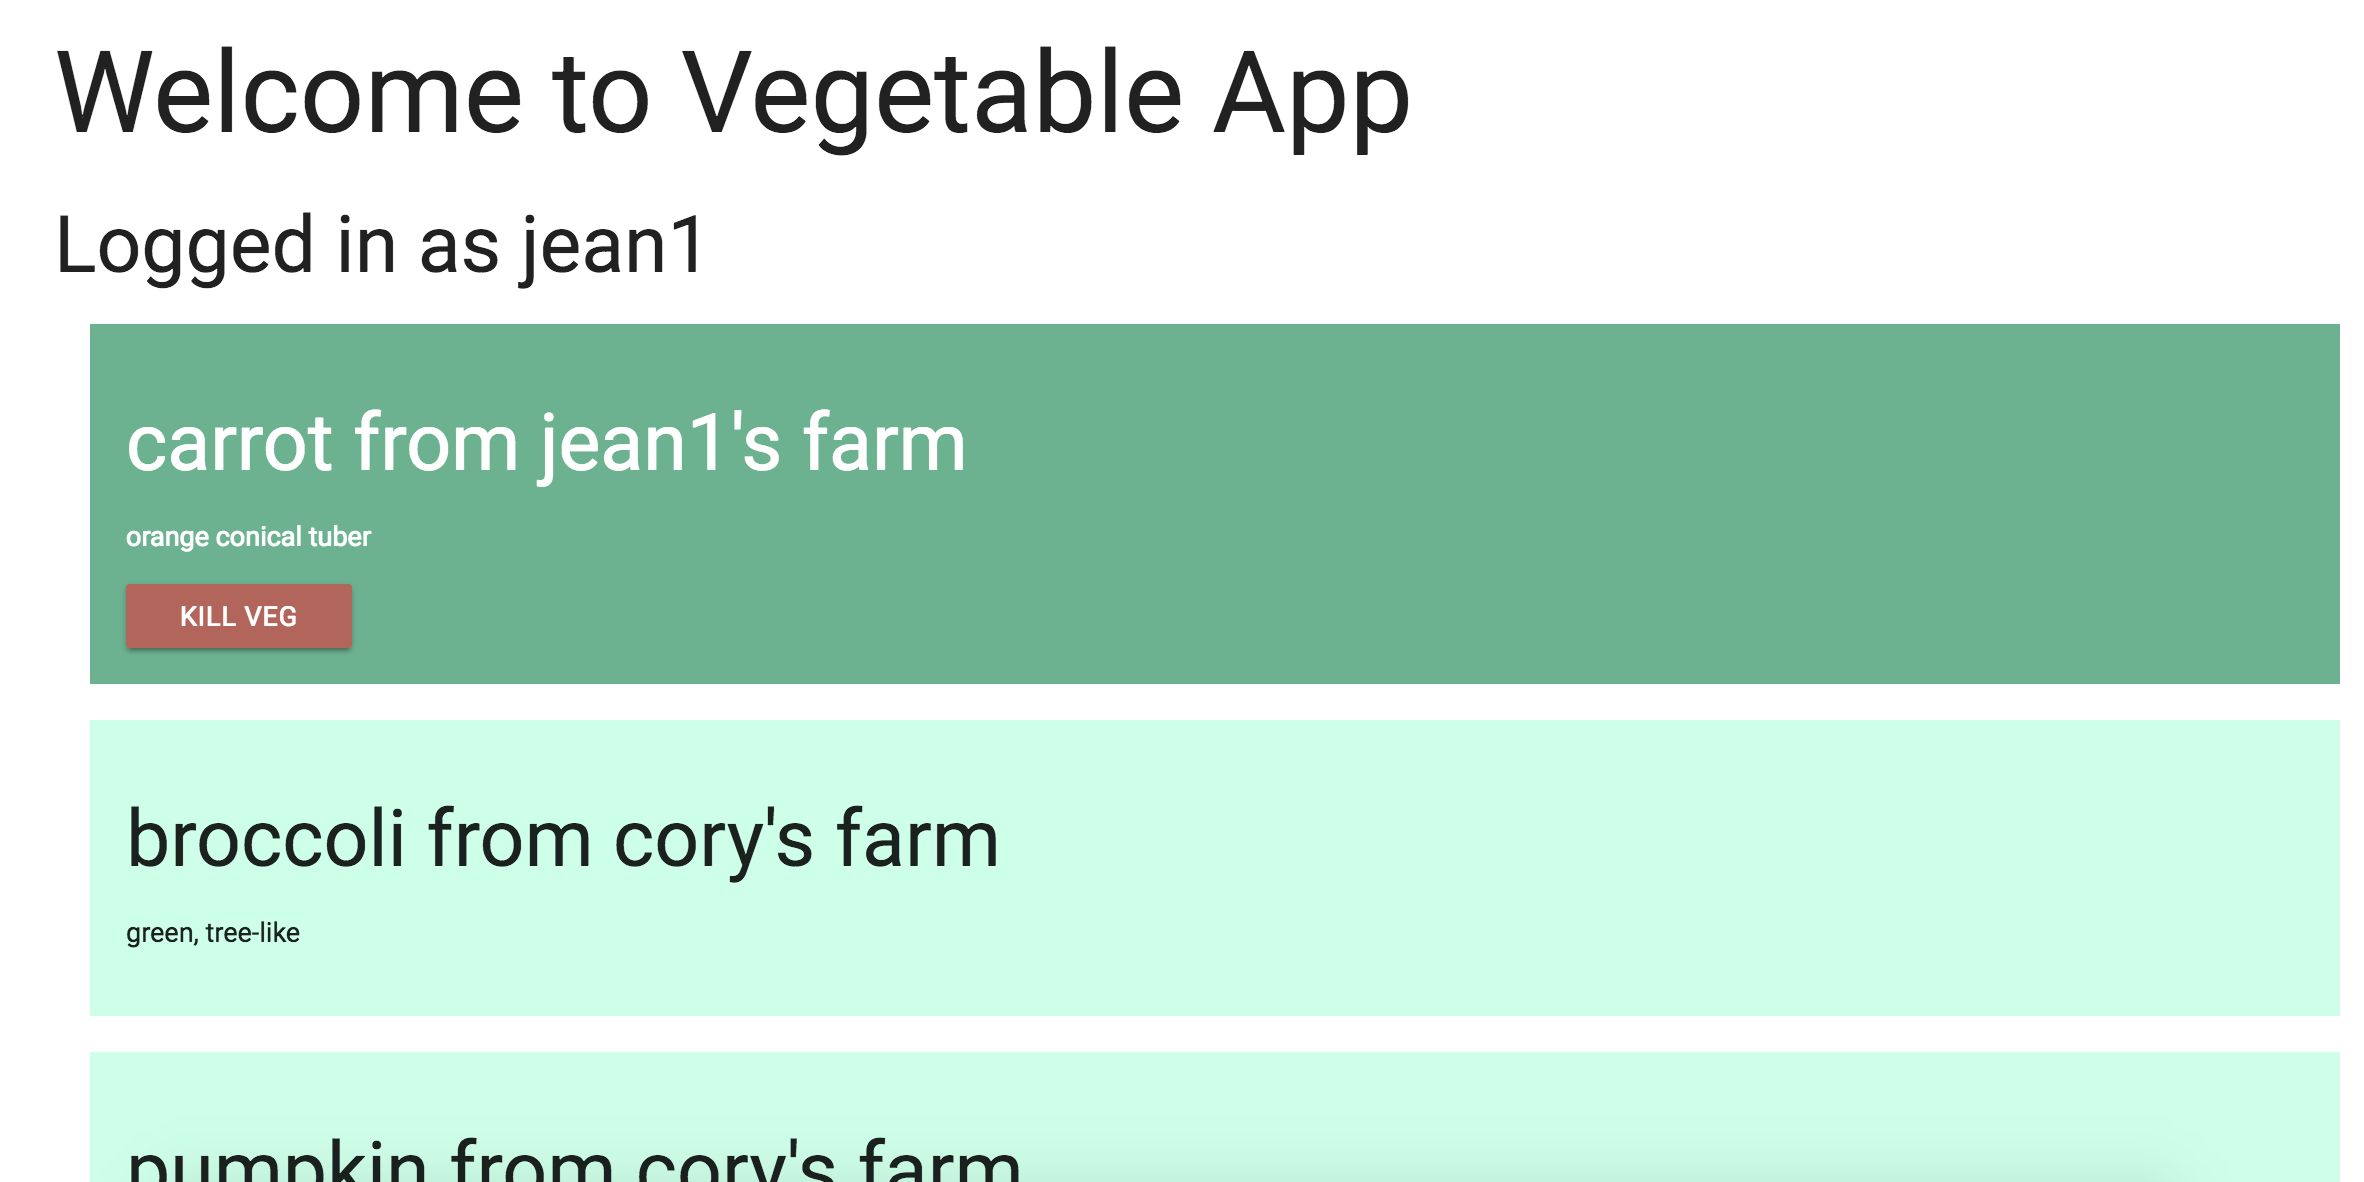 Welcome to Vegetable App
Logged in as jean1
carrot from jean1's farm
orange conical tuber
KILL VEG
broccoli from cory's farm
green, tree-like
pumpkin from cory's farm